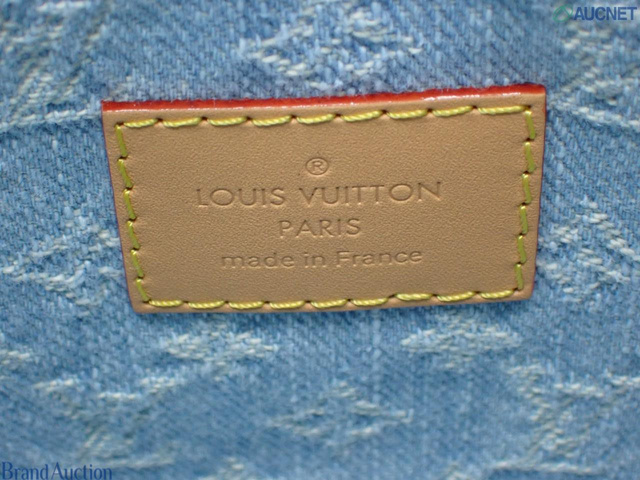 AUCNET
®
LOUIS VUITTON
PARIS
made in France
Brand Auction